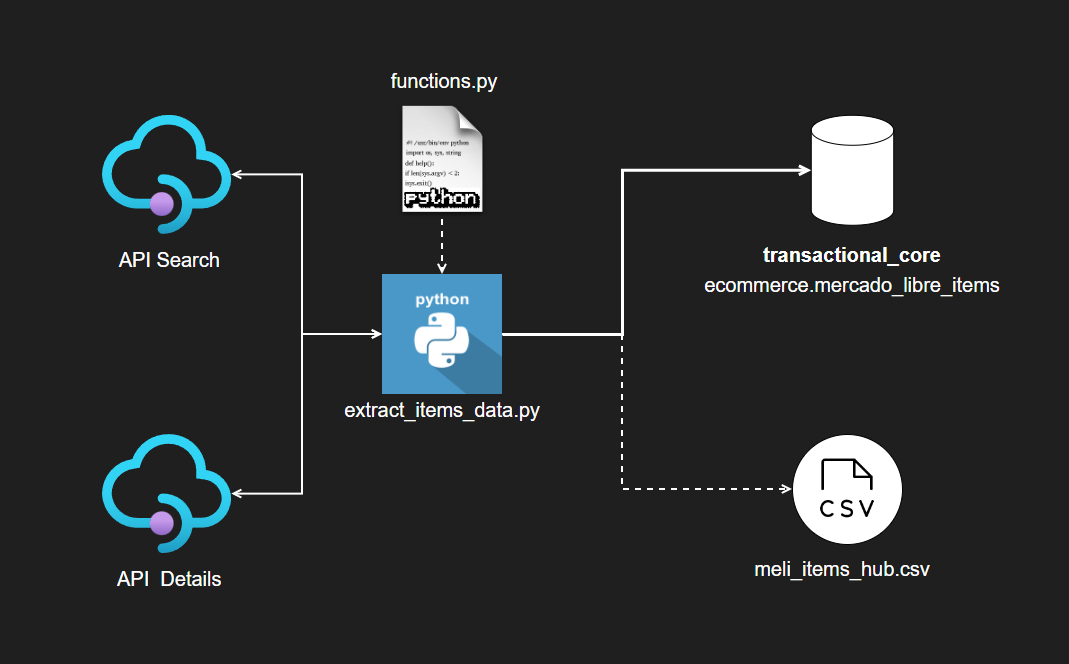 functions.py
#! /usr/bin/env python
import os, sys, string
def help():
if len(sys.argv) < 2:
sys.exit()
python
API Search
python
extract_items_data.py
transactional_core
ecommerce.mercado_libre_items
CSV
meli_items_hub.csv
API Details